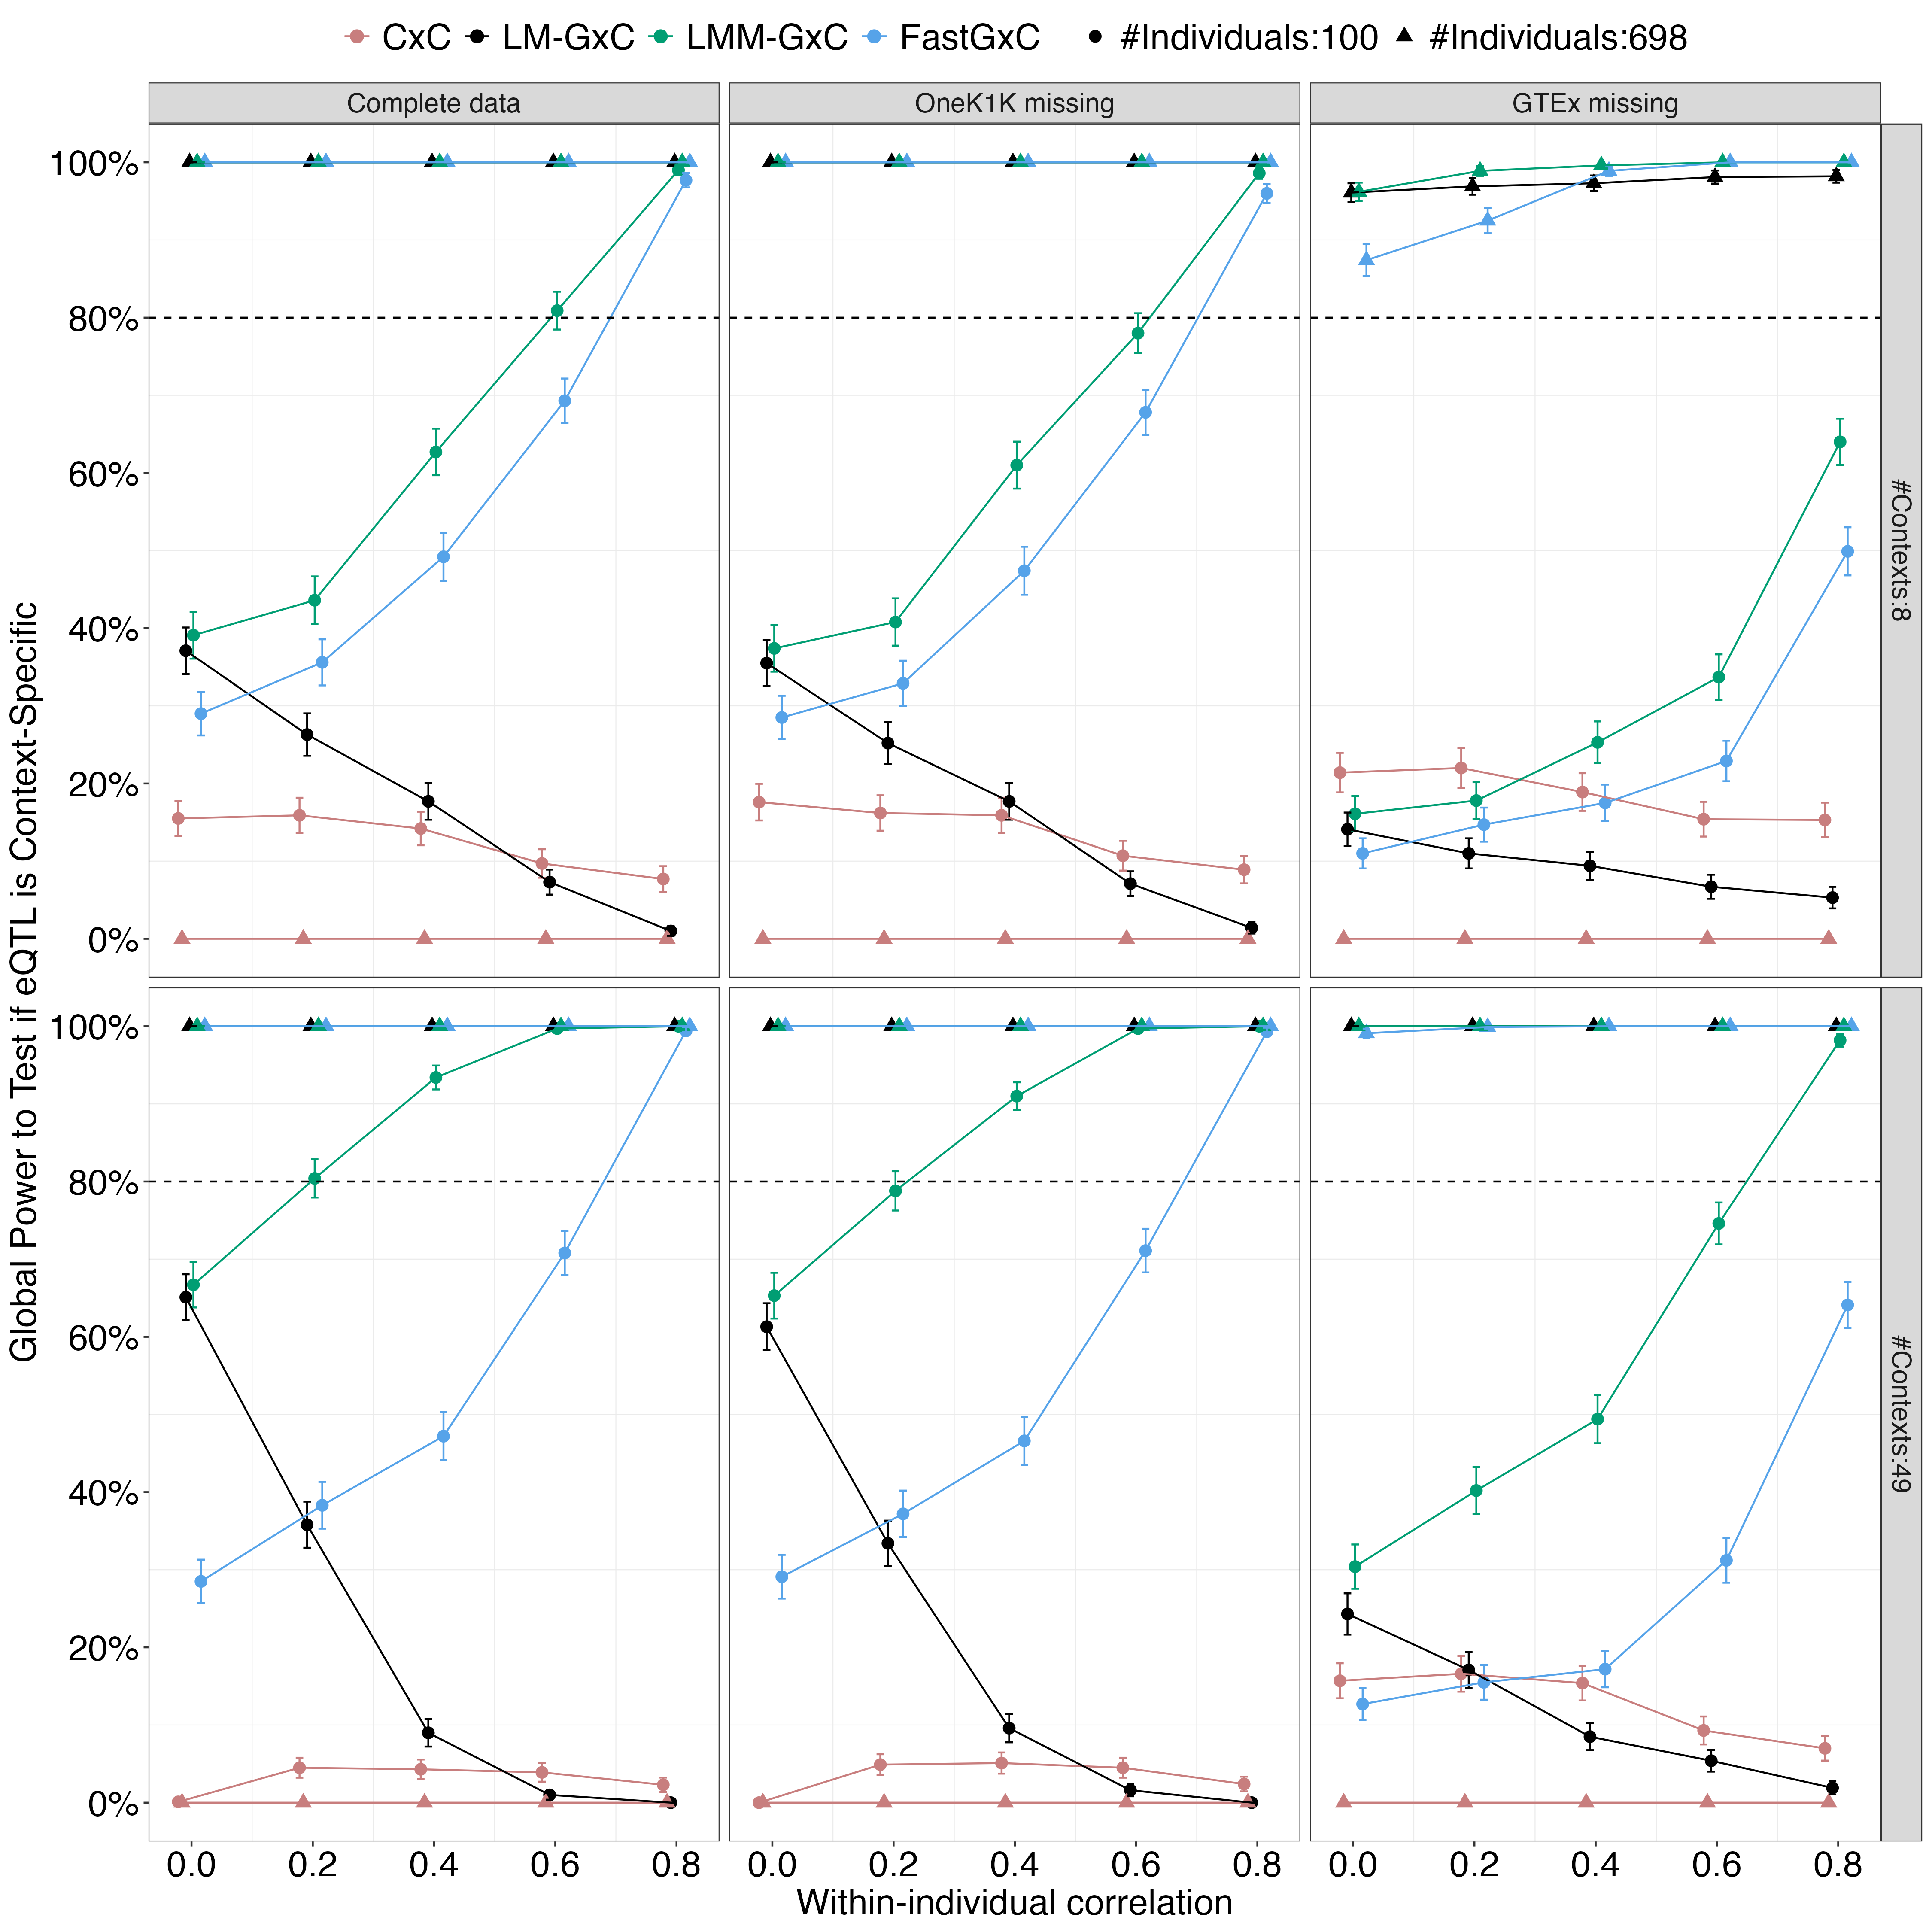 CxC LM-GxC LMM-GxC FastGxC #Individuals:100 #Individuals:698
Complete data OneK1K missing GTEx missing
Global Power to Test if eQTL is Context-Specific
100%
80%
60%
40%
20%
0%
#Contexts:8
100%
80%
60%
40%
20%
0%
#Contexts:49
0.0 0.2 0.4 0.6 0.8 0.0 0.2 0.4 0.6 0.8 0.0 0.2 0.4 0.6 0.8
Within-individual correlation